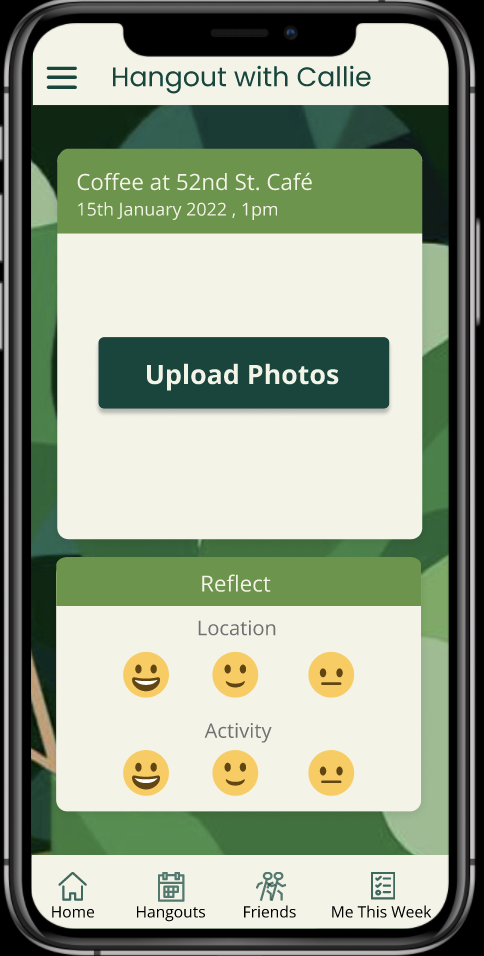 Hangout with Callie
Coffee at 52nd St. Café
15th January 2022 , 1pm
Upload Photos
Reflect
Location
Activity
Home Hangouts Friends Me This Week